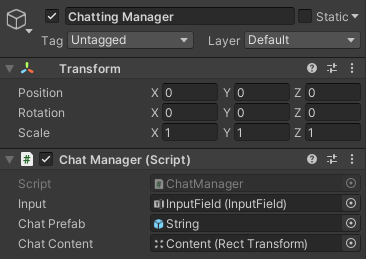 Chatting Manager Static
Tag Untagged Layer Default
Transform
Position X 0 Y 0 Z 0
Rotation X 0 Y 0 Z 0
Scale X 1 Y 1 Z 1
# Chat Manager (Script)
Script # ChatManager
Input InputField (InputField)
Chat Prefab String
Chat Content Content (Rect Transform)